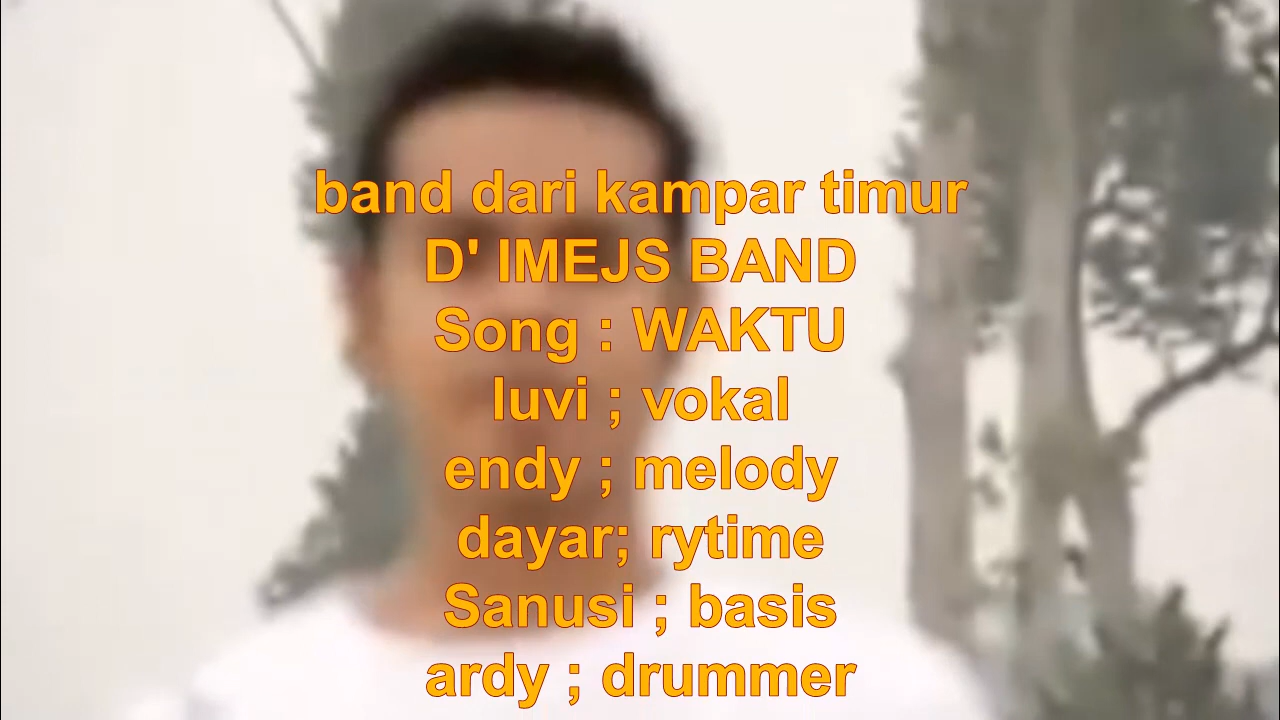 band dari kampar timur
D' IMEJS BAND
Song : WAKTU
luvi ; vokal
endy ; melody
dayar; rytime
Sanusi ; basis
ardy ; drummer